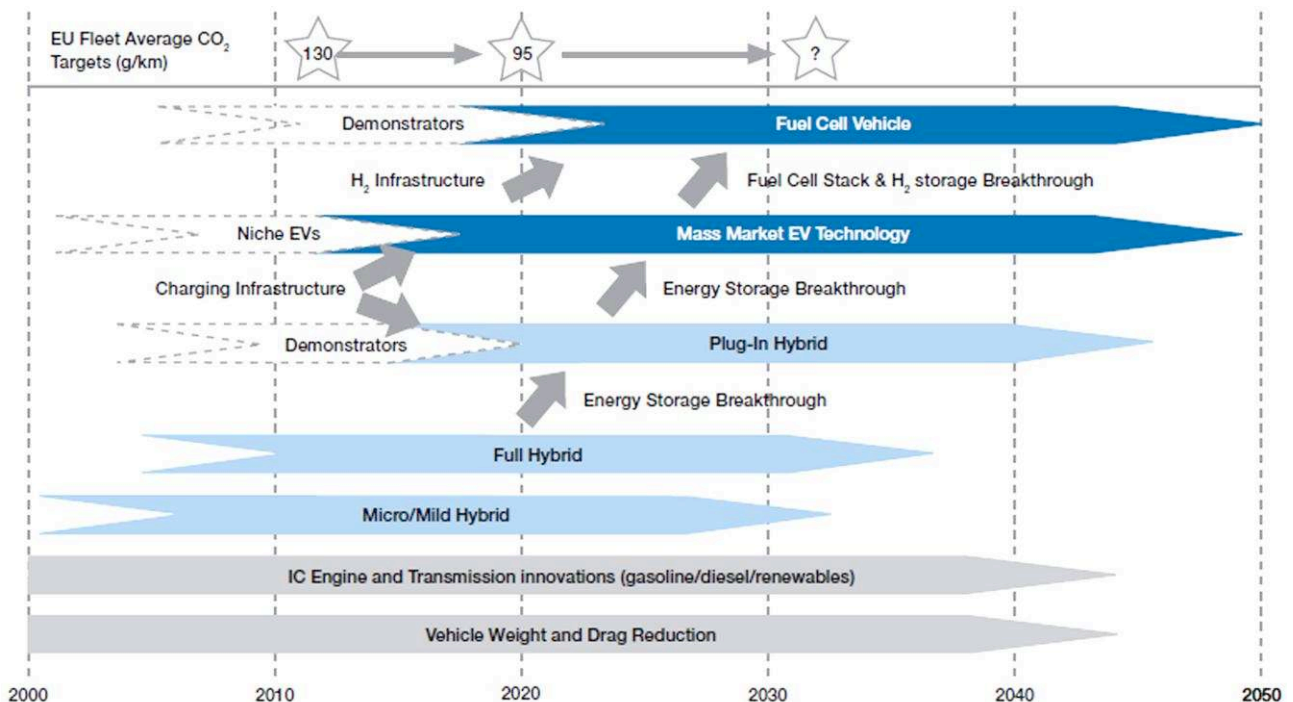 EU Fleet Average CO₂
Targets (g/km)
130
95
?
Demonstrators
Fuel Cell Vehicle
H₂ Infrastructure
Fuel Cell Stack & H₂ storage Breakthrough
Niche EVs
Mass Market EV Technology
Charging Infrastructure
Energy Storage Breakthrough
Demonstrators
Plug-In Hybrid
Energy Storage Breakthrough
Full Hybrid
Micro/Mild Hybrid
IC Engine and Transmission innovations (gasoline/diesel/renewables)
Vehicle Weight and Drag Reduction
2000 2010 2020 2030 2040 2050